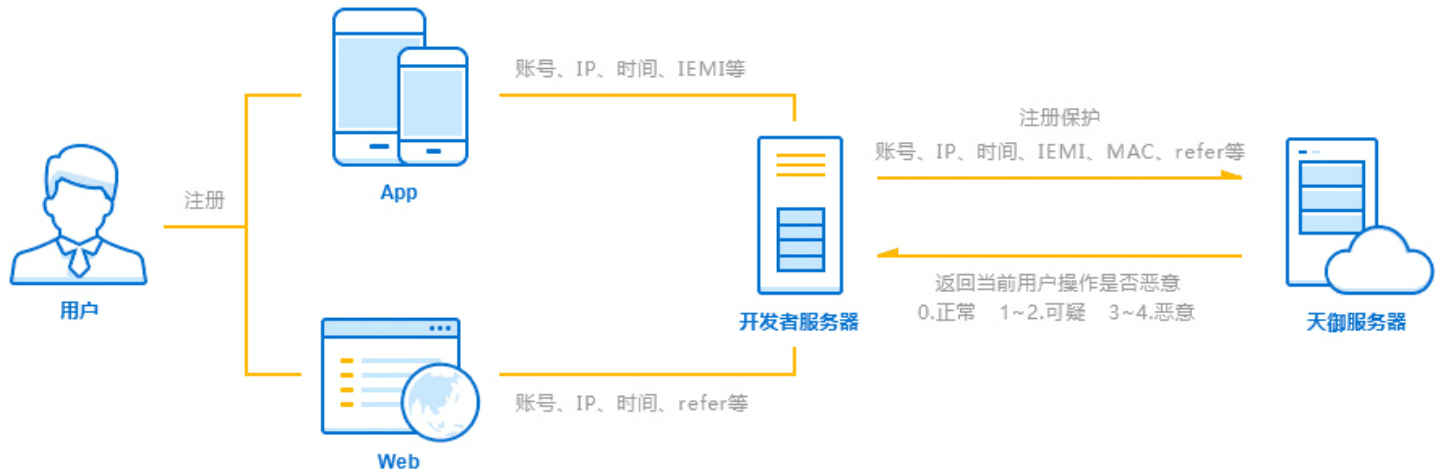 账号、IP、时间、IEMI等
注册保护
账号、IP、时间、IEMI、MAC、refer等
App
注册
返回当前用户操作是否恶意
用户
0.正常 1~2.可疑 3~4.恶意
开发者服务器
天御服务器
账号、IP、时间、refer等
Web